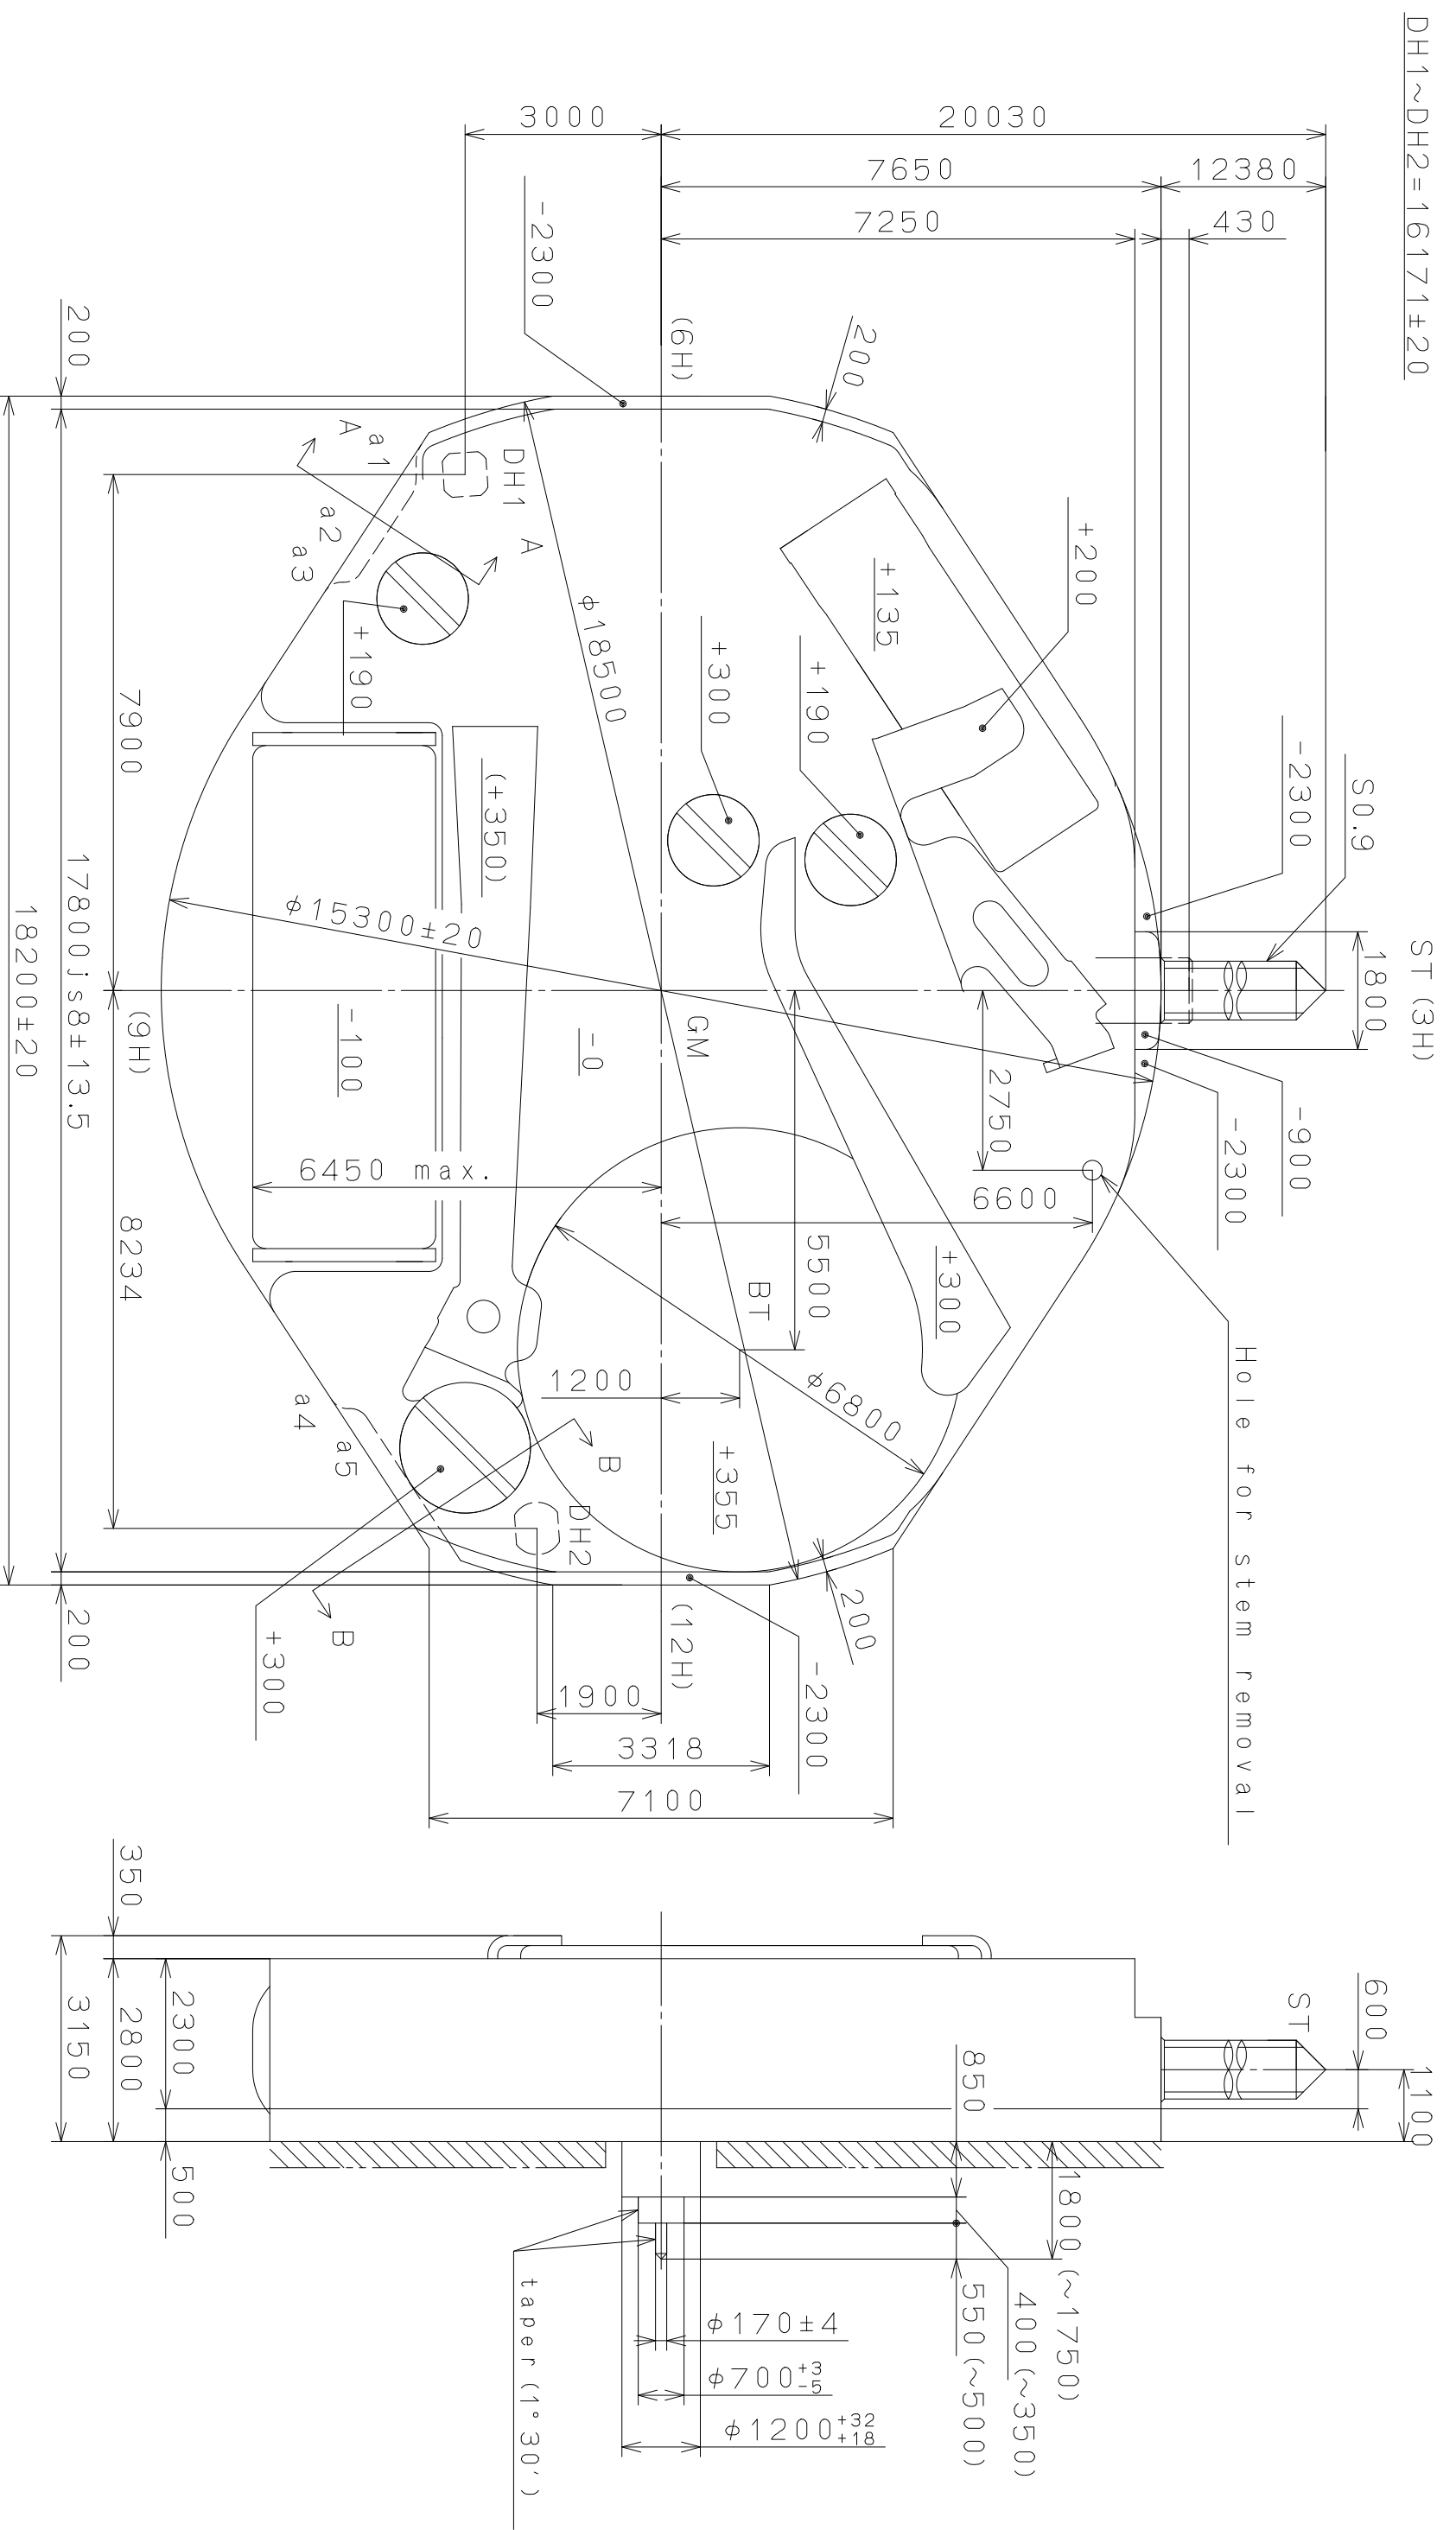 DH1~DH2=16171±20
20030
3000
7650
12380
7250
430
-2300
(6H)
200
200
+200
+135
+300
+190
-2300
S0.9
ST (3H)
1800
-900
-2300
DH1
A
A
a1
a2
a3
+190
φ18500
(+350)
φ15300±20
7900
(9H)
8234
17800js8±13.5
18200±20
-100
-0
GM
2750
6600
6450 max.
5500
BT
+300
1200
φ6800
+355
Hole for stem removal
a4
a5
B
B
DH2
+300
200
200
(12H)
-2300
1900
3318
7100
350
3150
2800
2300
500
ST
600
1100
850
1800(~1750)
400(~350)
550(~500)
φ170±4
φ700+3-5
φ1200+32+18
taper(1°30')